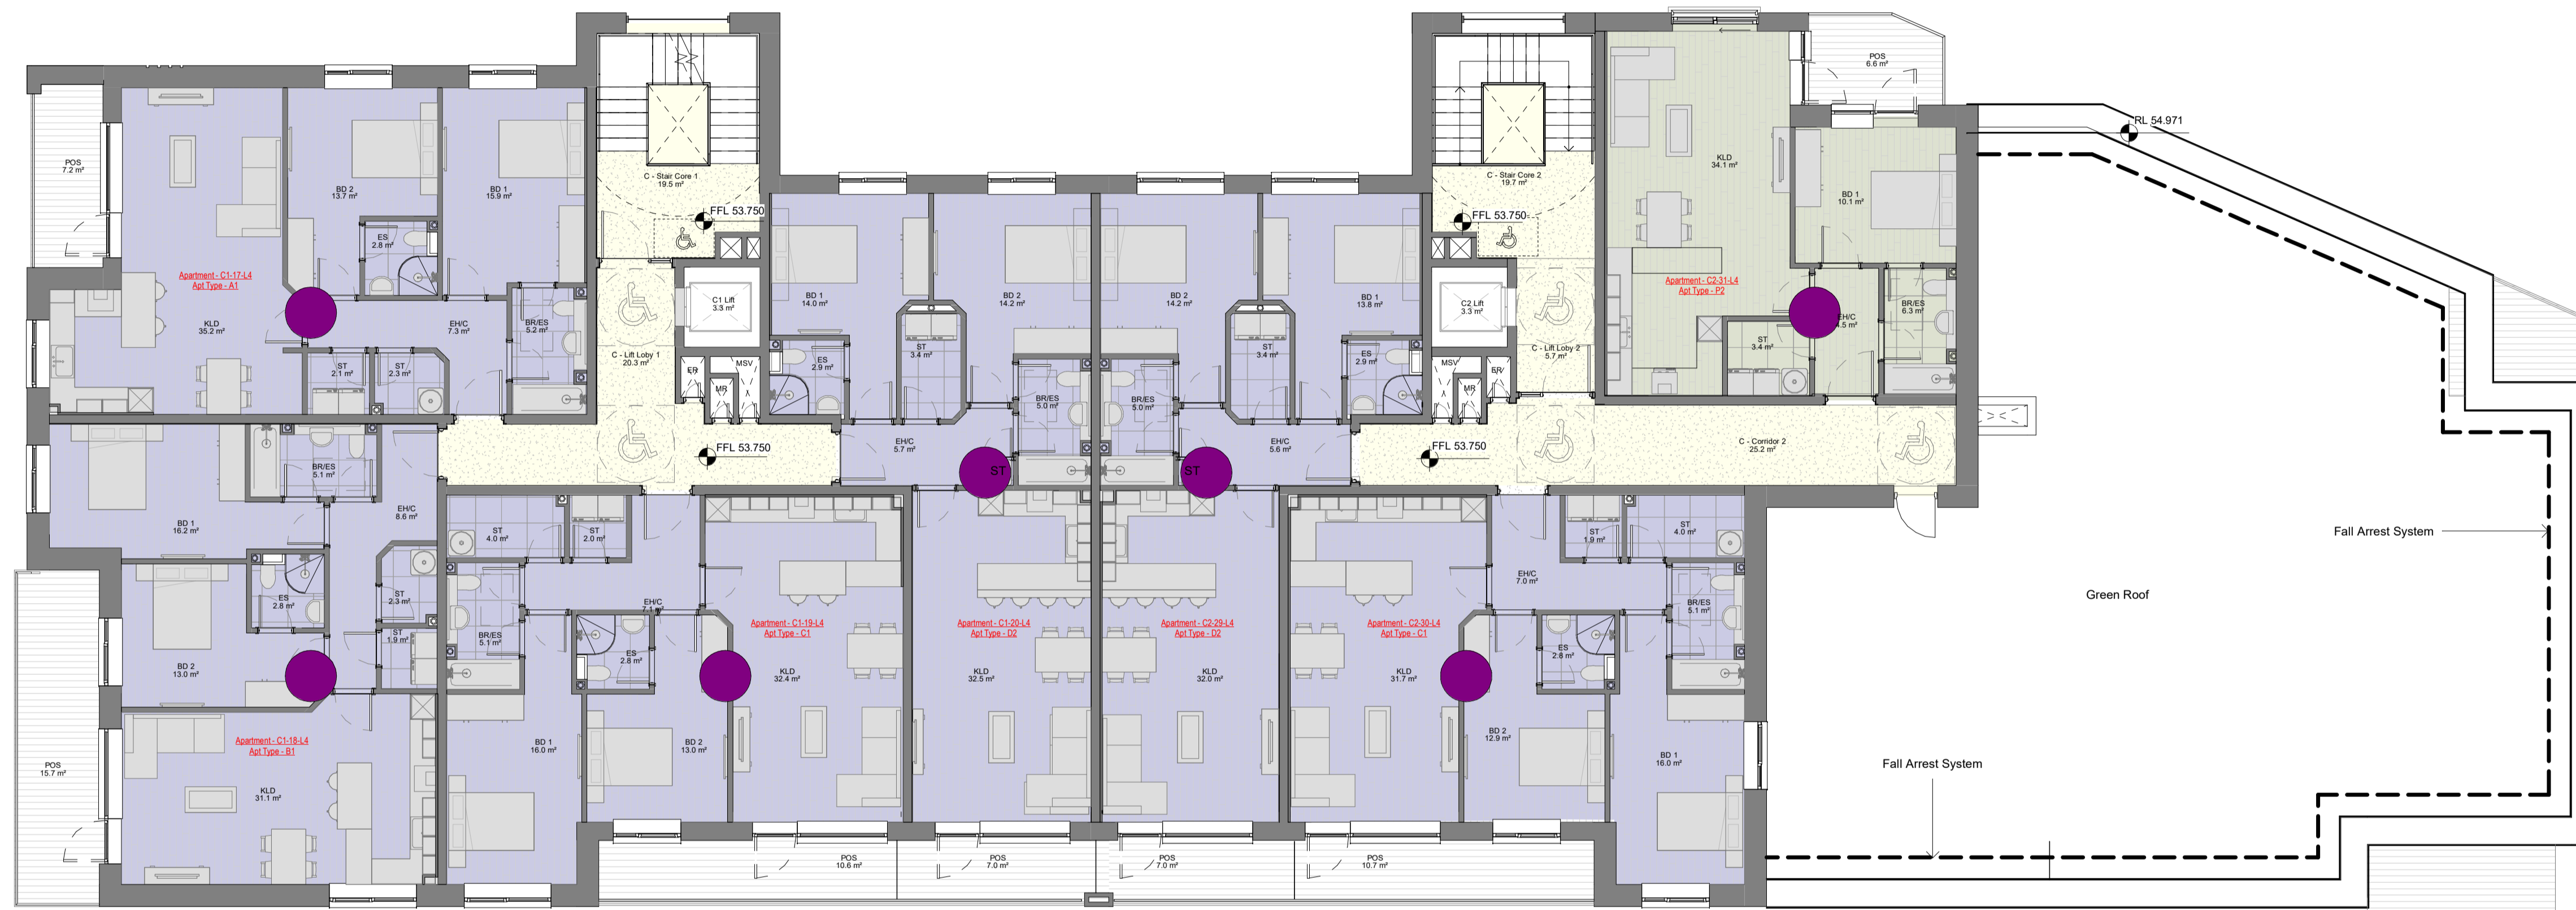 POS
7.2 m²
BD 2
13.7 m²
BD 1
15.9 m²
ES
2.8 m²
Apartment - C1-17-L4
Apt Type - A1
KLD
35.2 m²
EH/C
7.3 m²
BR/ES
5.2 m²
ST
2.1 m²
ST
2.3 m²
C - Stair Core 1
19.5 m²
FFL 53.750
C1 Lift
3.3 m²
C - Lift Loby 1
20.3 m²
ER
MR
MSV
FFL 53.750
BD 1
14.0 m²
BD 2
14.2 m²
ST
3.4 m²
ES
2.9 m²
BR/ES
5.0 m²
EH/C
5.7 m²
ST
BD 2
14.2 m²
BD 1
13.8 m²
ST
3.4 m²
ES
2.9 m²
BR/ES
5.0 m²
EH/C
5.6 m²
ST
C - Stair Core 2
19.7 m²
FFL 53.750
C2 Lift
3.3 m²
C - Lift Loby 2
5.7 m²
MSV
MR
ER
FFL 53.750
C - Corridor 2
25.2 m²
POS
6.6 m²
KLD
34.1 m²
BD 1
10.1 m²
Apartment - C2-31-L4
Apt Type - P2
BR/ES
6.3 m²
EH/C
4.5 m²
ST
3.4 m²
RL 54.971
BR/ES
5.1 m²
BD 1
16.2 m²
EH/C
8.6 m²
ES
2.8 m²
ST
2.3 m²
ST
1.9 m²
BD 2
13.0 m²
Apartment - C1-18-L4
Apt Type - B1
POS
15.7 m²
KLD
31.1 m²
ST
4.0 m²
ST
2.0 m²
EH/C
7.1 m²
BR/ES
5.1 m²
ES
2.8 m²
BD 1
16.0 m²
BD 2
13.0 m²
Apartment - C1-19-L4
Apt Type - C1
KLD
32.4 m²
POS
10.6 m²
Apartment - C1-20-L4
Apt Type - D2
KLD
32.5 m²
POS
7.0 m²
Apartment - C2-29-L4
Apt Type - D2
KLD
32.0 m²
POS
7.0 m²
Apartment - C2-30-L4
Apt Type - C1
KLD
31.7 m²
POS
10.7 m²
ST
1.9 m²
ST
4.0 m²
EH/C
7.0 m²
BR/ES
5.1 m²
ES
2.8 m²
BD 2
12.9 m²
BD 1
16.0 m²
Fall Arrest System
Green Roof
Fall Arrest System